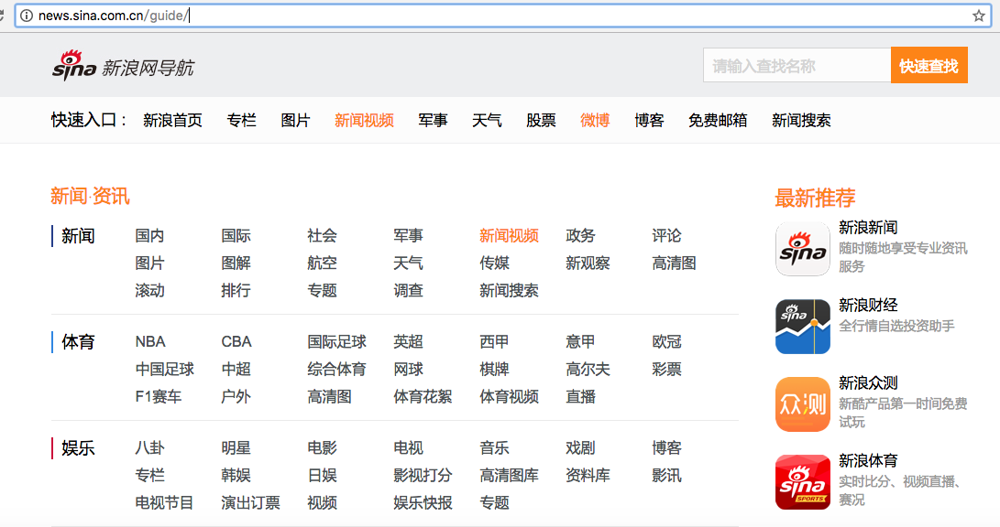 news.sina.com.cn/guide/
sina 新浪网导航
请输入查找名称 快速查找
快速入口： 新浪首页 专栏 图片 新闻视频 军事 天气 股票 微博 博客 免费邮箱 新闻搜索
新闻·资讯
新闻 国内 国际 社会 军事 新闻视频 政务 评论
图片 图解 航空 天气 传媒 新观察 高清图
滚动 排行 专题 调查 新闻搜索
体育 NBA CBA 国际足球 英超 西甲 意甲 欧冠
中国足球 中超 综合体育 网球 棋牌 高尔夫 彩票
F1赛车 户外 高清图 体育花絮 体育视频 直播
娱乐 八卦 明星 电影 电视 音乐 戏剧 博客
专栏 韩娱 日娱 影视打分 高清图库 资料库 影讯
电视节目 演出订票 视频 娱乐快报 专题
最新推荐
sina
新浪新闻
随时随地享受专业资讯
服务
sina
新浪财经
全行情自选投资助手
众测
新浪众测
新酷产品第一时间免费
试玩
sina
SPORTS
新浪体育
实时比分、视频直播、
赛况